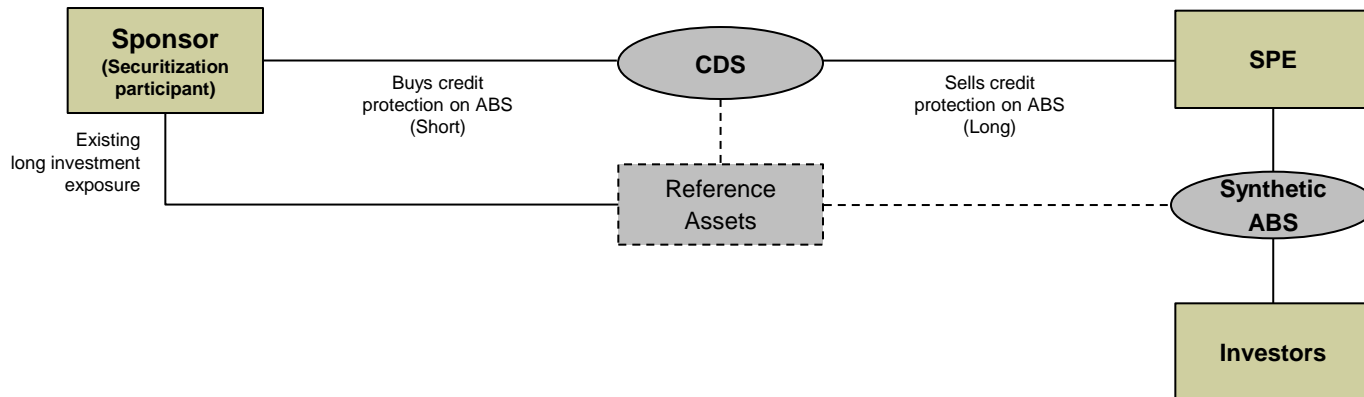 Sponsor
(Securitization
participant)
Buys credit
protection on ABS
(Short)
CDS
Sells credit
protection on ABS
(Long)
SPE
Existing
long investment
exposure
Reference
Assets
Synthetic
ABS
Investors